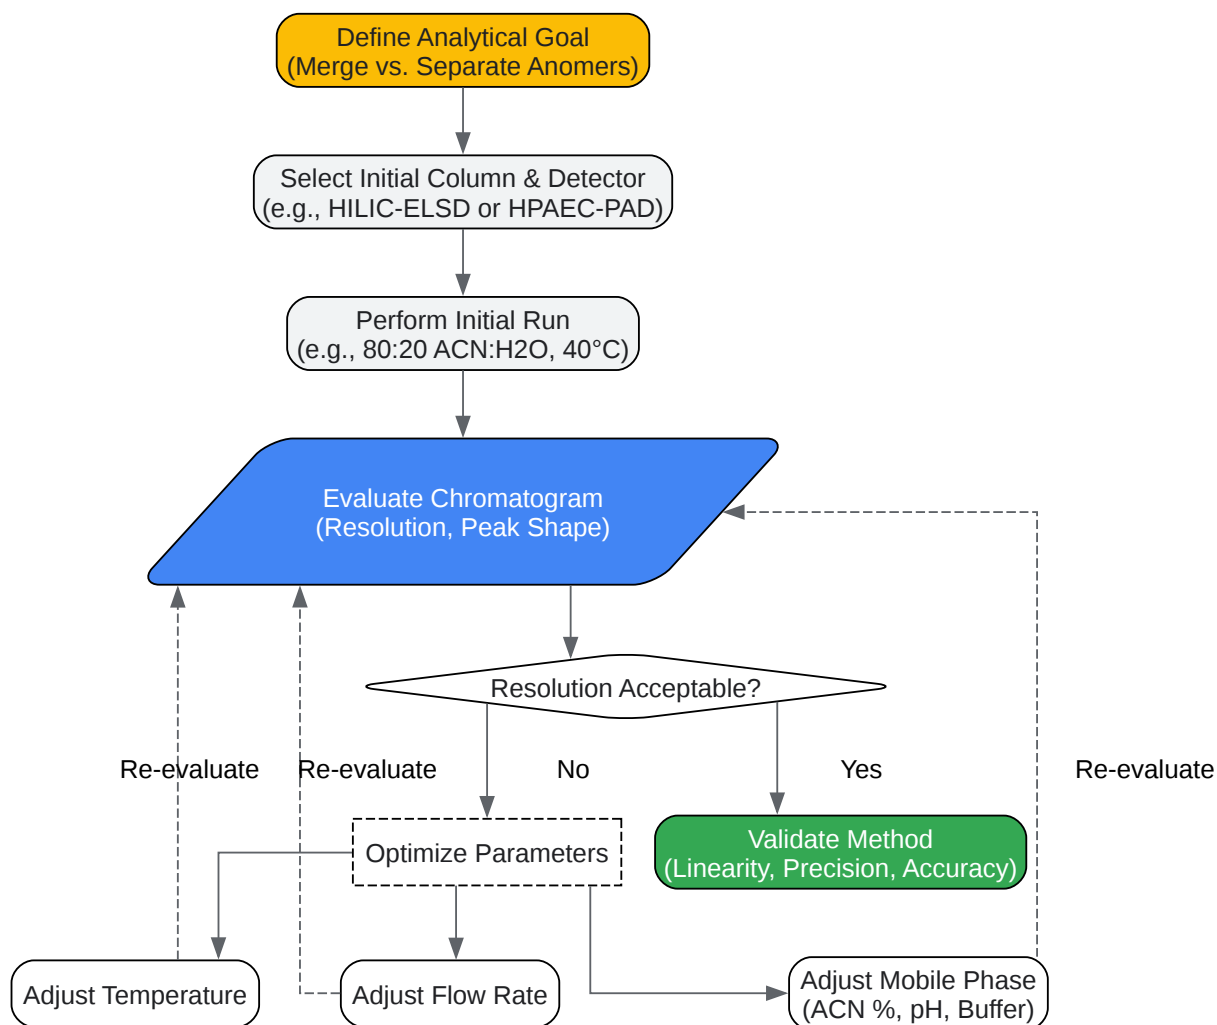 Define Analytical Goal
(Merge vs. Separate Anomers)
Select Initial Column & Detector
(e.g., HILIC-ELSD or HPAEC-PAD)
Perform Initial Run
(e.g., 80:20 ACN:H2O, 40°C)
Evaluate Chromatogram
(Resolution, Peak Shape)
Resolution Acceptable?
Re-evaluate
Re-evaluate
No
Yes
Re-evaluate
Optimize Parameters
Validate Method
(Linearity, Precision, Accuracy)
Adjust Temperature
Adjust Flow Rate
Adjust Mobile Phase
(ACN %, pH, Buffer)